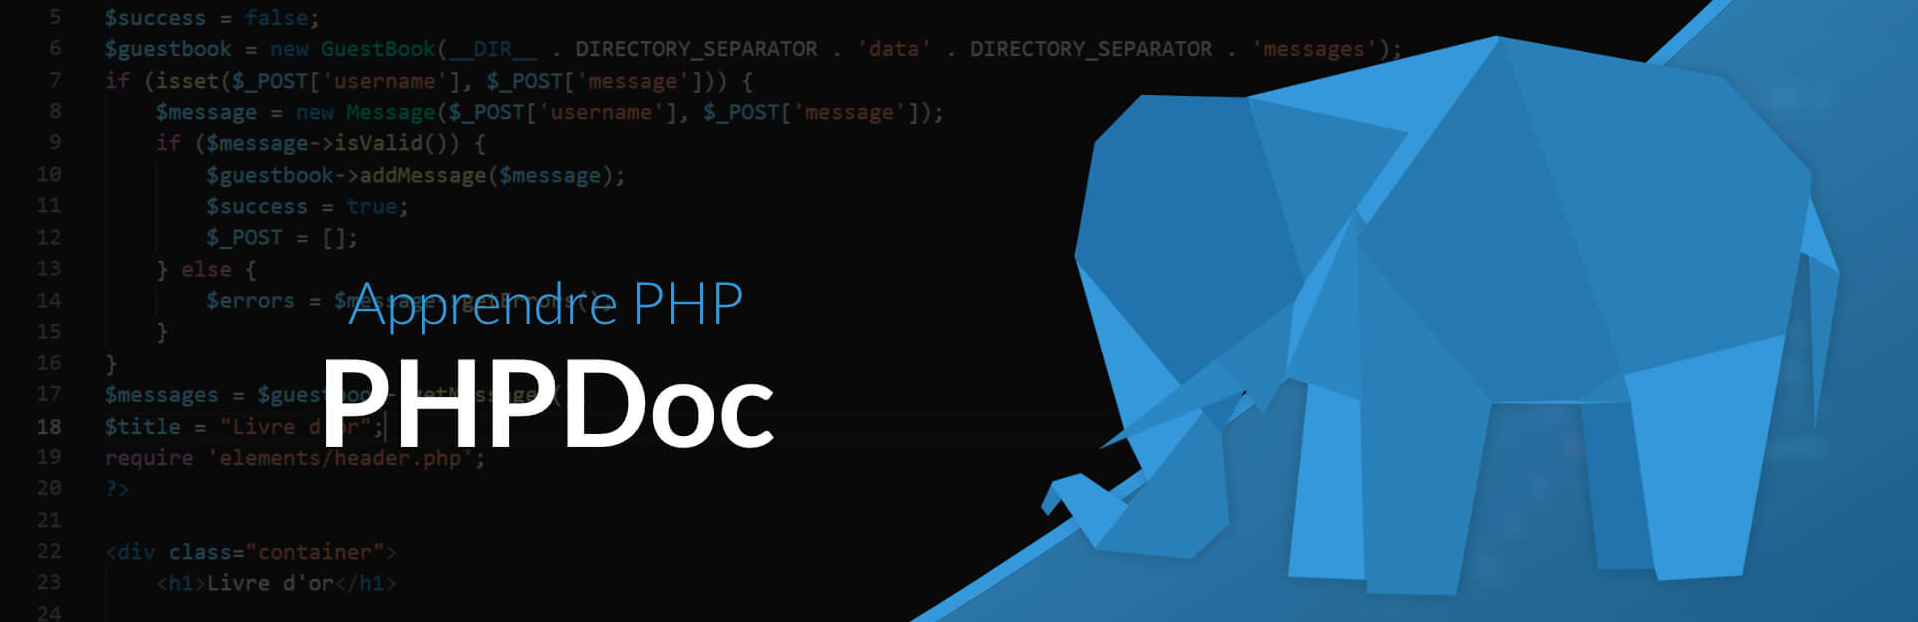 5 $success = false;
6 $guestbook = new GuestBook(__DIR__ . DIRECTORY_SEPARATOR . 'data' . DIRECTORY_SEPARATOR . 'messages');
7 if (isset($_POST['username'], $_POST['message'])) {
8 $message = new Message($_POST['username'], $_POST['message']);
9 if ($message->isValid()) {
10 $guestbook->addMessage($message);
11 $success = true;
12 $_POST = [];
13 } else {
14 $errors = $message->getErrors();
Apprendre PHP
15 }
16 }
17 $messages =
PHPDoc
18 $title = "Livre d'or";
19 require 'elements/header.php';
20 ?>
21
22 <div class="container">
23 <h1>Livre d'or</h1>
24